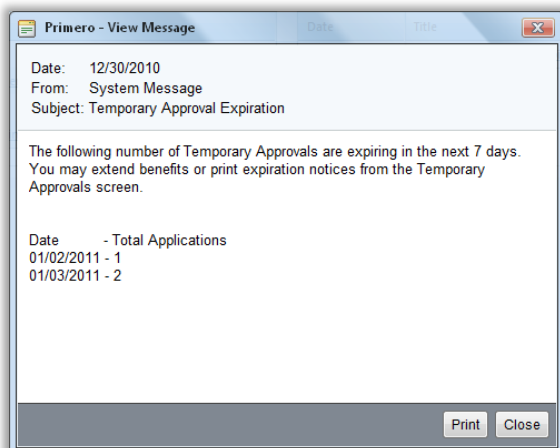 Primero - View Message
Date Title
Date: 12/30/2010
From: System Message
Subject: Temporary Approval Expiration
The following number of Temporary Approvals are expiring in the next 7 days.
You may extend benefits or print expiration notices from the Temporary
Approvals screen.
Date - Total Applications
01/02/2011 - 1
01/03/2011 - 2
Print Close